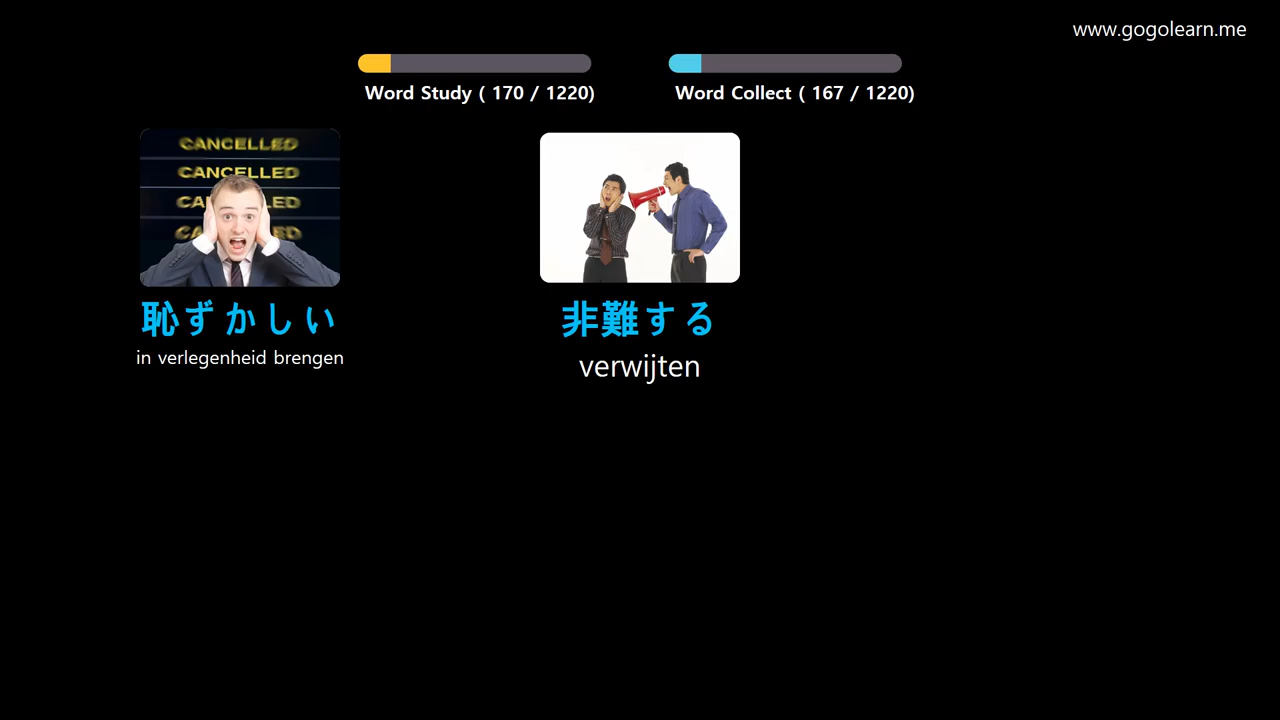 www.gogolearn.me
Word Study ( 170 / 1220)
Word Collect ( 167 / 1220)
CANCELLED
CANCELLED
恥ずかしい
in verlegenheid brengen
非難する
verwijten